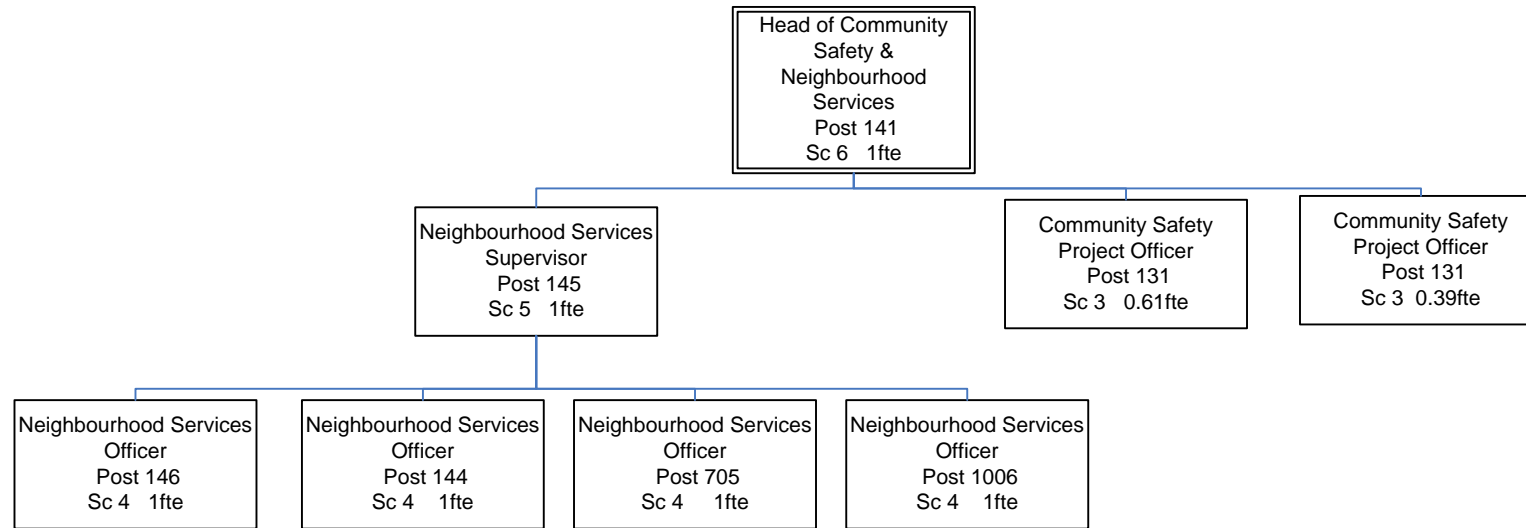 Head of Community
Safety &
Neighbourhood
Services
Post 141
Sc 6 1fte
Neighbourhood Services
Supervisor
Post 145
Sc 5 1fte
Community Safety
Project Officer
Post 131
Sc 3 0.61fte
Community Safety
Project Officer
Post 131
Sc 3 0.39fte
Neighbourhood Services
Officer
Post 146
Sc 4 1fte
Neighbourhood Services
Officer
Post 144
Sc 4 1fte
Neighbourhood Services
Officer
Post 705
Sc 4 1fte
Neighbourhood Services
Officer
Post 1006
Sc 4 1fte